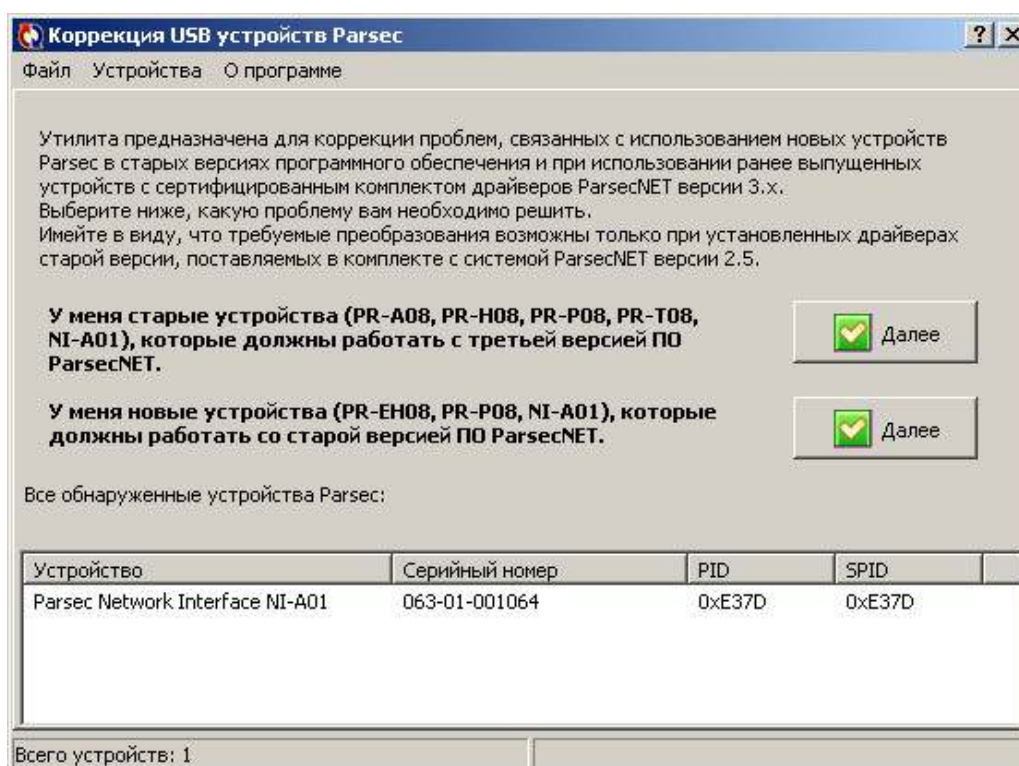 Коррекция USB устройств Parsec
Файл Устройства О программе
Утилита предназначена для коррекции проблем, связанных с использованием новых устройств
Parsec в старых версиях программного обеспечения и при использовании ранее выпущенных
устройств с сертифицированным комплектом драйверов ParsecNET версии 3.x.
Выберите ниже, какую проблему вам необходимо решить.
Имейте в виду, что требуемые преобразования возможны только при установленных драйверах
старой версии, поставляемых в комплекте с системой ParsecNET версии 2.5.
У меня старые устройства (PR-A08, PR-H08, PR-P08, PR-T08,
NI-A01), которые должны работать с третьей версией ПО
ParsecNET.
Далее
У меня новые устройства (PR-EH08, PR-P08, NI-A01), которые
должны работать со старой версией ПО ParsecNET.
Далее
Все обнаруженные устройства Parsec:
Устройство Серийный номер PID SPID
Parsec Network Interface NI-A01 063-01-001064 0xE37D 0xE37D
Всего устройств: 1